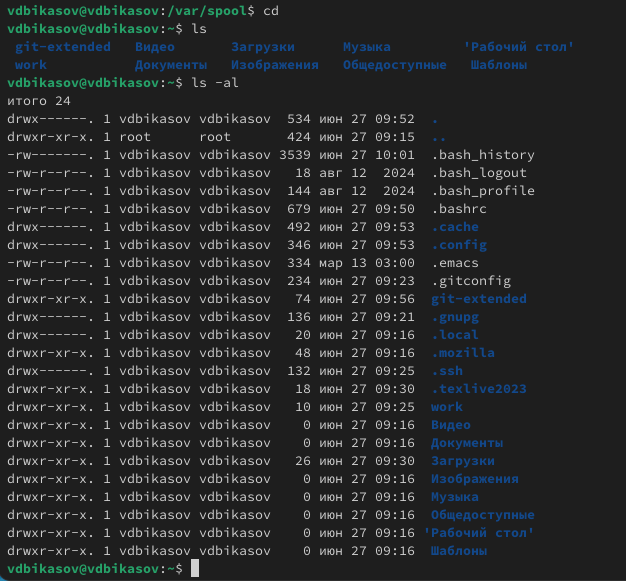 vdbikasov@vdbikasov:/var/spool$ cd
vdbikasov@vdbikasov:~$ ls
git-extended Видео Загрузки Музыка 'Рабочий стол'
work Документы Изображения Общедоступные Шаблоны
vdbikasov@vdbikasov:~$ ls -al
итого 24
drwx------. 1 vdbikasov vdbikasov 534 июн 27 09:52 .
drwxr-xr-x. 1 root root 424 июн 27 09:15 ..
-rw-------. 1 vdbikasov vdbikasov 3539 июн 27 10:01 .bash_history
-rw-r--r--. 1 vdbikasov vdbikasov 18 авг 12 2024 .bash_logout
-rw-r--r--. 1 vdbikasov vdbikasov 144 авг 12 2024 .bash_profile
-rw-r--r--. 1 vdbikasov vdbikasov 679 июн 27 09:50 .bashrc
drwx------. 1 vdbikasov vdbikasov 492 июн 27 09:53 .cache
drwx------. 1 vdbikasov vdbikasov 346 июн 27 09:53 .config
-rw-r--r--. 1 vdbikasov vdbikasov 334 мар 13 03:00 .emacs
-rw-r--r--. 1 vdbikasov vdbikasov 234 июн 27 09:23 .gitconfig
drwxr-xr-x. 1 vdbikasov vdbikasov 74 июн 27 09:56 git-extended
drwx------. 1 vdbikasov vdbikasov 136 июн 27 09:21 .gnupg
drwx------. 1 vdbikasov vdbikasov 20 июн 27 09:16 .local
drwxr-xr-x. 1 vdbikasov vdbikasov 48 июн 27 09:16 .mozilla
drwx------. 1 vdbikasov vdbikasov 132 июн 27 09:25 .ssh
drwxr-xr-x. 1 vdbikasov vdbikasov 18 июн 27 09:30 .texlive2023
drwxr-xr-x. 1 vdbikasov vdbikasov 10 июн 27 09:25 work
drwxr-xr-x. 1 vdbikasov vdbikasov 0 июн 27 09:16 Видео
drwxr-xr-x. 1 vdbikasov vdbikasov 0 июн 27 09:16 Документы
drwxr-xr-x. 1 vdbikasov vdbikasov 26 июн 27 09:30 Загрузки
drwxr-xr-x. 1 vdbikasov vdbikasov 0 июн 27 09:16 Изображения
drwxr-xr-x. 1 vdbikasov vdbikasov 0 июн 27 09:16 Музыка
drwxr-xr-x. 1 vdbikasov vdbikasov 0 июн 27 09:16 Общедоступные
drwxr-xr-x. 1 vdbikasov vdbikasov 0 июн 27 09:16 'Рабочий стол'
drwxr-xr-x. 1 vdbikasov vdbikasov 0 июн 27 09:16 Шаблоны
vdbikasov@vdbikasov:~$